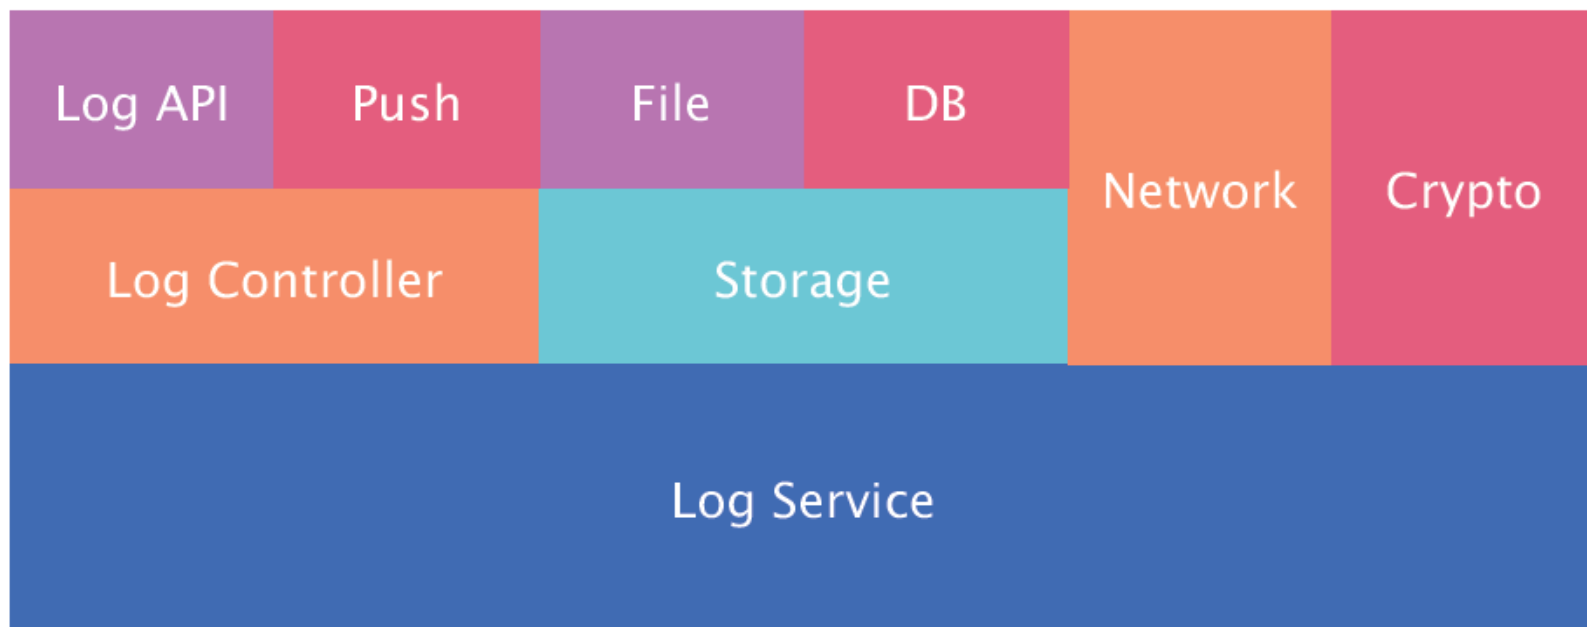 Log API
Push
File
DB
Network
Crypto
Log Controller
Storage
Log Service